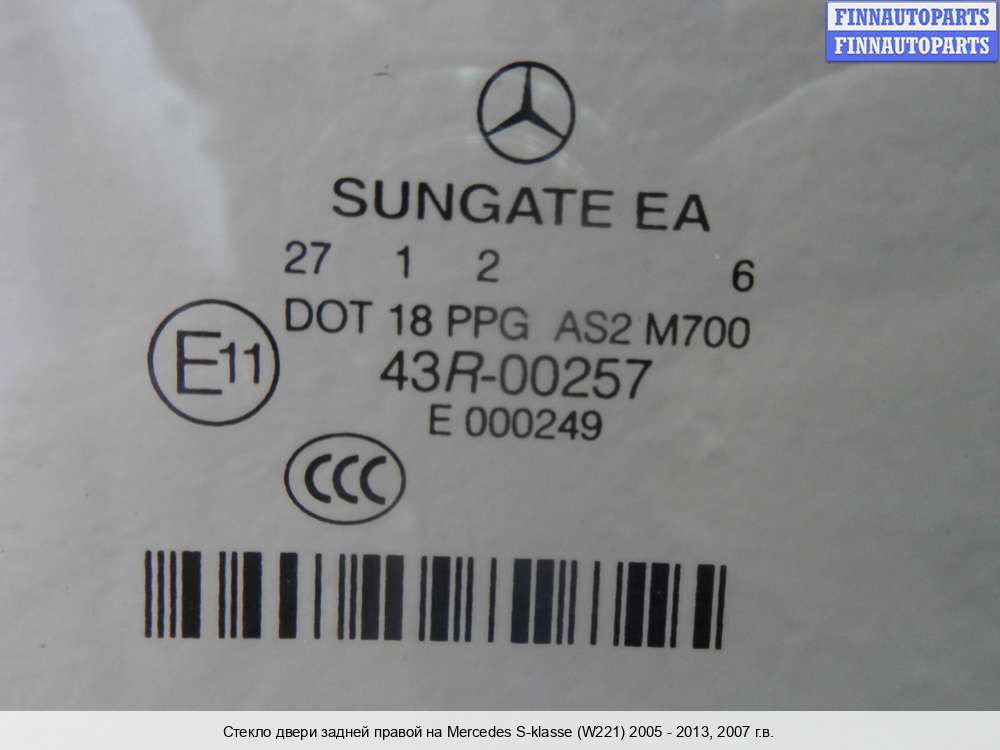 FINNAUTOPARTS
FINNAUTOPARTS
SUNGATE EA
27 1 2 6
DOT 18 PPG AS2 M700
E11
43R-00257
E 000249
CCC
Стекло двери задней правой на Mercedes S-klasse (W221) 2005 - 2013, 2007 г.в.